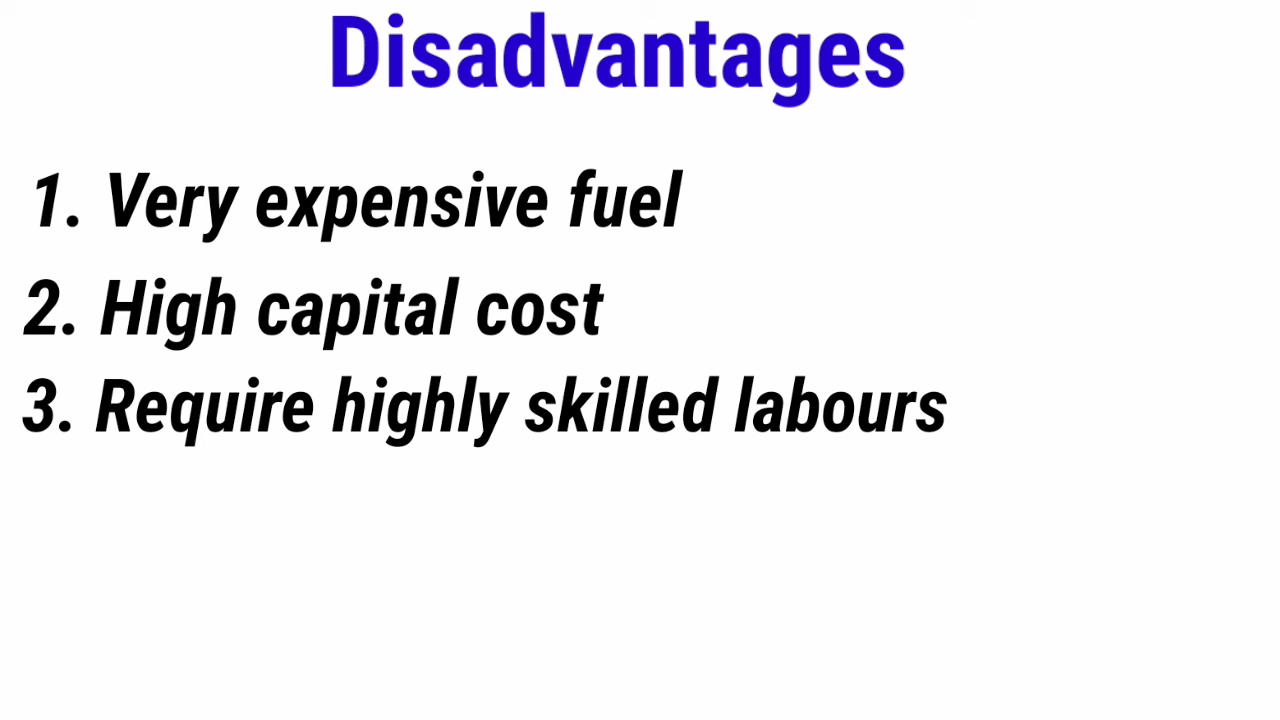 Disadvantages
1. Very expensive fuel
2. High capital cost
3. Require highly skilled labours